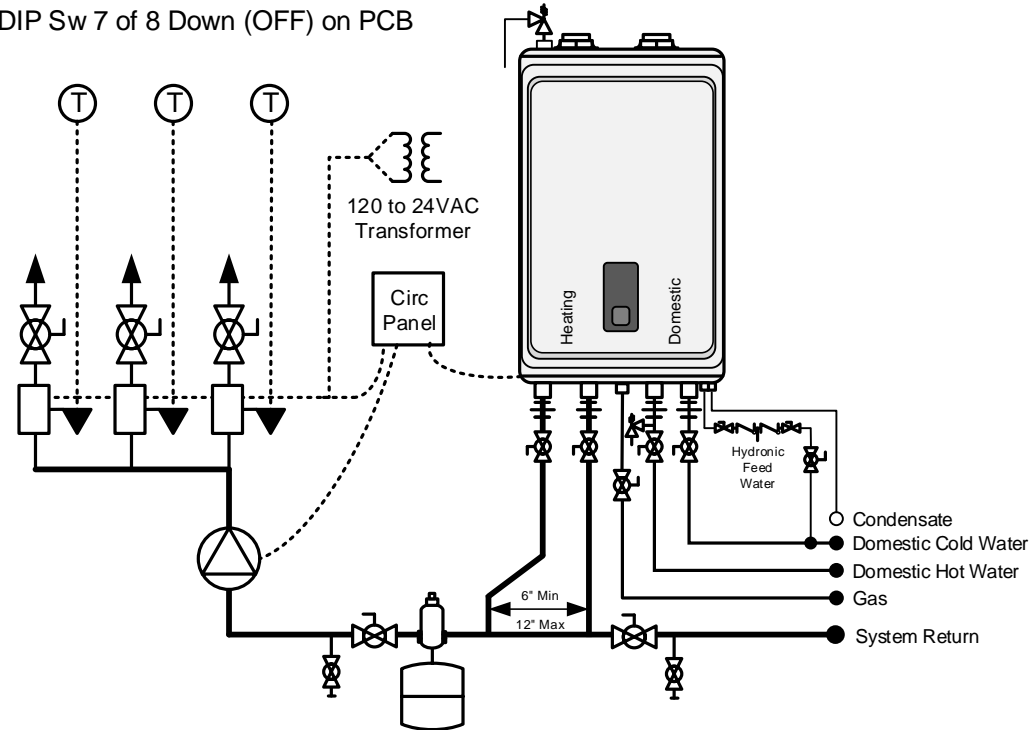 DIP Sw 7 of 8 Down (OFF) on PCB
T
T
T
120 to 24VAC
Transformer
Circ
Panel
Heating
Domestic
Hydronic
Feed
Water
Condensate
Domestic Cold Water
Domestic Hot Water
6" Min
12" Max
Gas
System Return